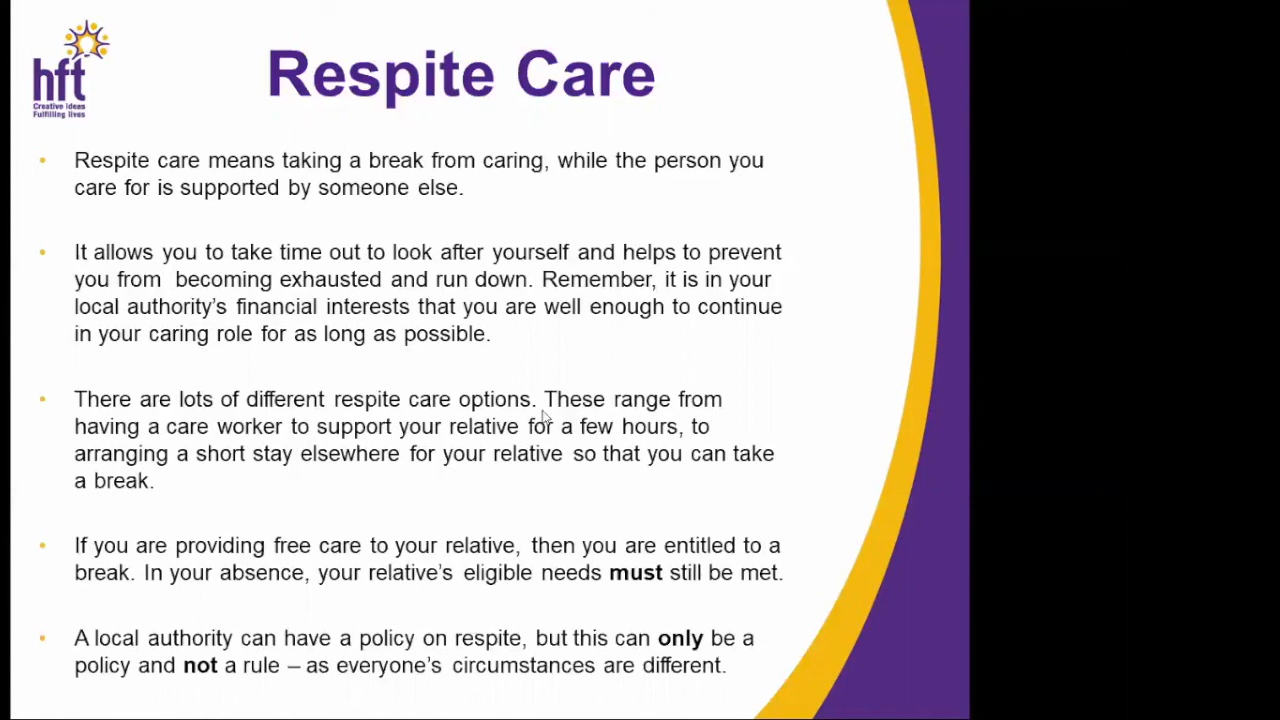 hft
Creative ideas
Fulfilling lives
Respite Care
• Respite care means taking a break from caring, while the person you
care for is supported by someone else.
• It allows you to take time out to look after yourself and helps to prevent
you from  becoming exhausted and run down. Remember, it is in your
local authority’s financial interests that you are well enough to continue
in your caring role for as long as possible.
• There are lots of different respite care options. These range from
having a care worker to support your relative for a few hours, to
arranging a short stay elsewhere for your relative so that you can take
a break.
• If you are providing free care to your relative, then you are entitled to a
break. In your absence, your relative’s eligible needs must still be met.
• A local authority can have a policy on respite, but this can only be a
policy and not a rule – as everyone’s circumstances are different.